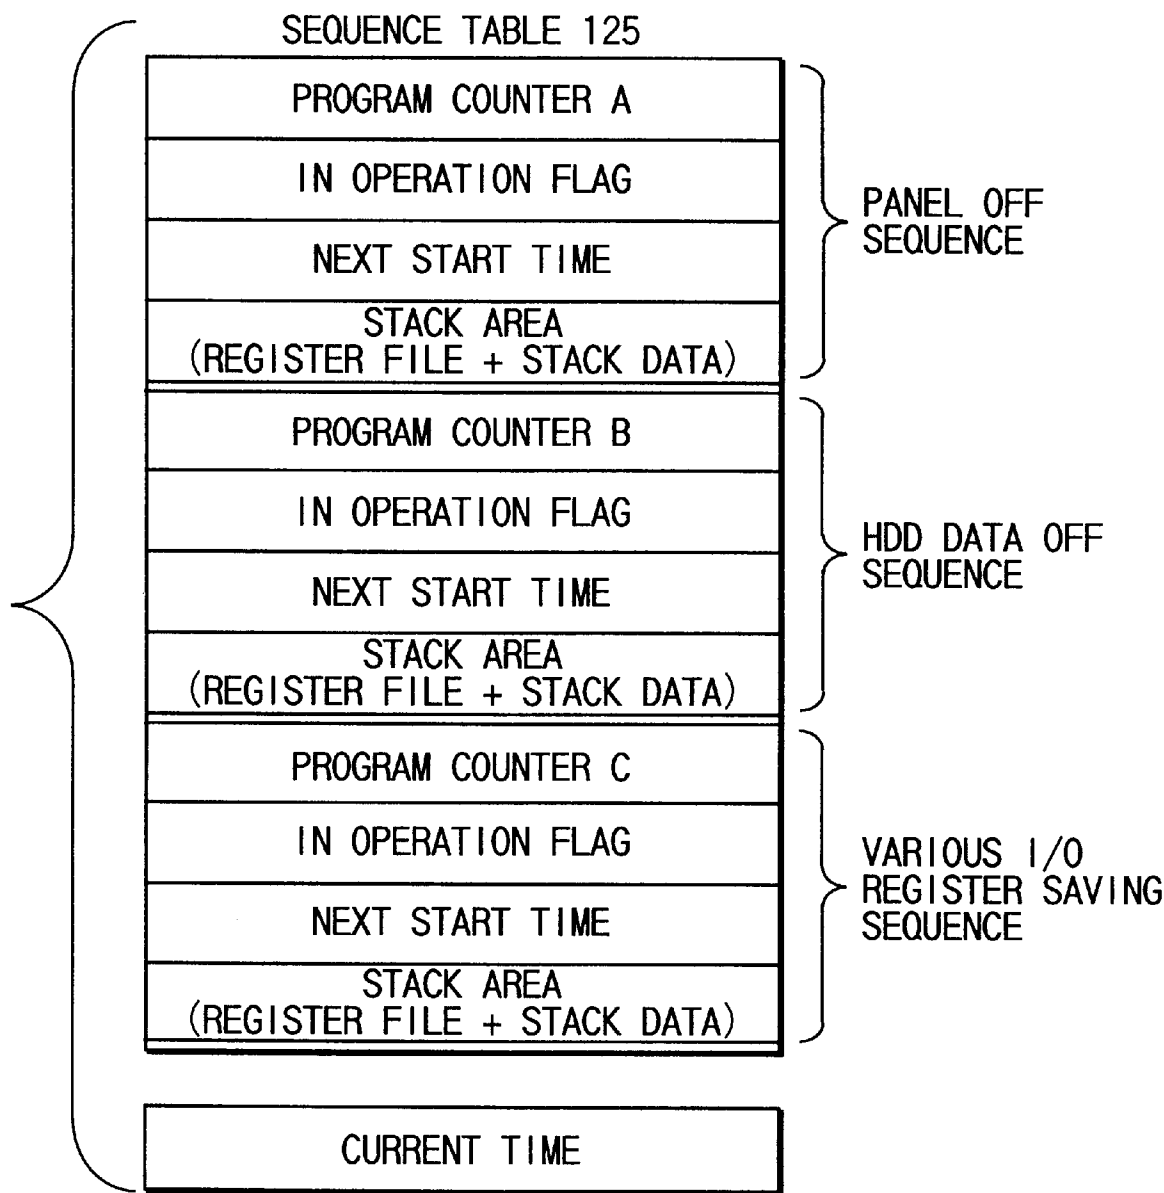 SEQUENCE TABLE 125
PROGRAM COUNTER A
IN OPERATION FLAG
NEXT START TIME
STACK AREA
(REGISTER FILE + STACK DATA)
PANEL OFF
SEQUENCE
PROGRAM COUNTER B
IN OPERATION FLAG
NEXT START TIME
STACK AREA
(REGISTER FILE + STACK DATA)
HDD DATA OFF
SEQUENCE
PROGRAM COUNTER C
IN OPERATION FLAG
NEXT START TIME
STACK AREA
(REGISTER FILE + STACK DATA)
VARIOUS I/O
REGISTER SAVING
SEQUENCE
CURRENT TIME